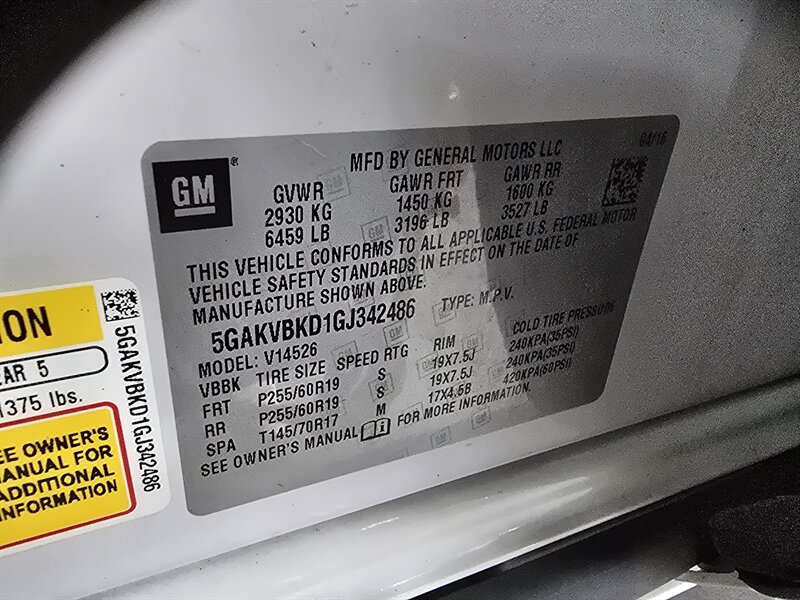 GM
MFD BY GENERAL MOTORS LLC
04/16
GVWR GAWR FRT GAWR RR
2930 KG 1450 KG 1600 KG
6459 LB 3196 LB 3527 LB
THIS VEHICLE CONFORMS TO ALL APPLICABLE U.S. FEDERAL MOTOR
VEHICLE SAFETY STANDARDS IN EFFECT ON THE DATE OF
MANUFACTURE SHOWN ABOVE.
5GAKVBKD1GJ342486 TYPE: M.P.V.
MODEL: V14526
VBBK TIRE SIZE SPEED RTG RIM COLD TIRE PRESSURE
FRT P255/60R19 S 19X7.5J 240KPA(35PSI)
RR P255/60R19 S 19X7.5J 240KPA(35PSI)
SPA T145/70R17 M 17X4.5B 420KPA(60PSI)
SEE OWNER'S MANUAL FOR MORE INFORMATION.
ION
AR 5
1375 lbs.
EE OWNER'S
MANUAL FOR
ADDITIONAL
INFORMATION
5GAKVBKD1GJ342486